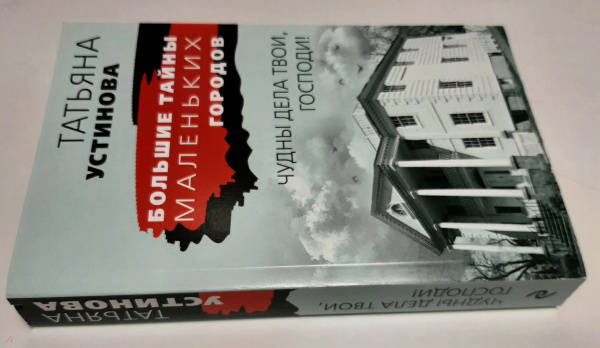 ТАТЬЯНА
УСТИНОВА
БОЛЬШИЕ ТАЙНЫ
МАЛЕНЬКИХ
ГОРОДОВ
ЧУДНЫ ДЕЛА ТВОИ,
ГОСПОДИ!
ТАТЬЯНА
УСТИНОВА
ЧУДНЫ ДЕЛА ТВОИ,
ГОСПОДИ!